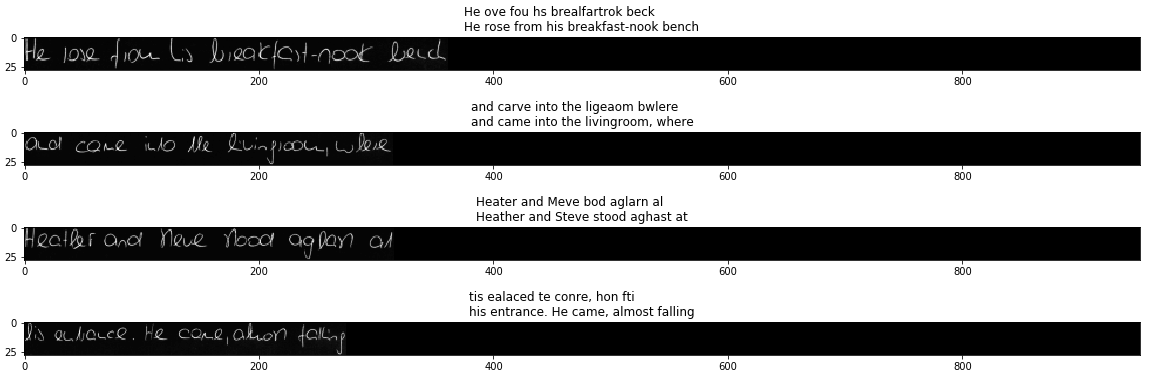 He ove fou hs brealfartrok beck
He rose from his breakfast-nook bench
0
He rose from his breakfast-nook bench
25
0 200 400 600 800
and carve into the ligeaom bwlere
and came into the livingroom, where
0
and came into the livingroom, where
25
0 200 400 600 800
Heater and Meve bod aglarn al
Heather and Steve stood aghast at
0
Heather and Steve stood aghast at
25
0 200 400 600 800
tis ealaced te conre, hon fti
his entrance. He came, almost falling
0
his entrance. He came, almost falling
25
0 200 400 600 800